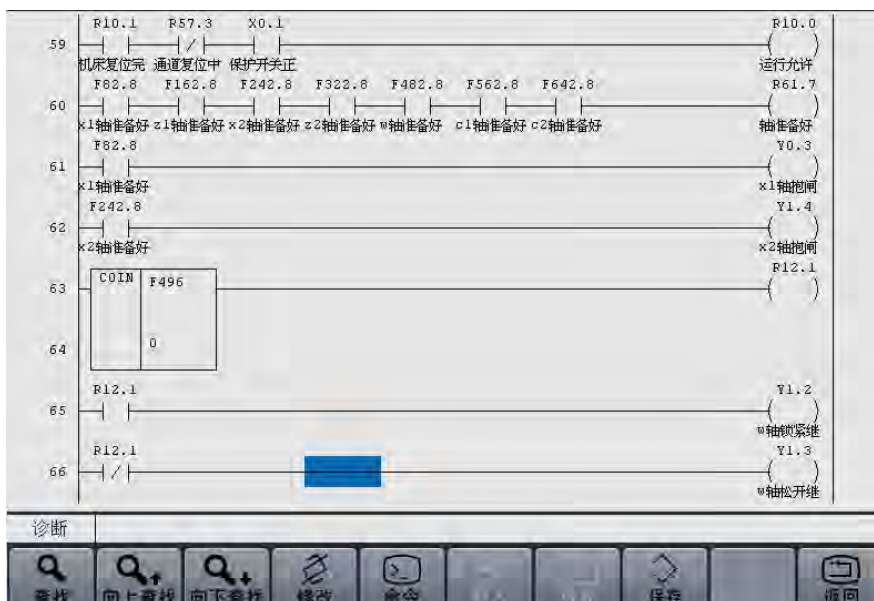 R10.1 R57.3 X0.1 R10.0
59
机床复位完 通道复位中 保护开关正 运行允许
F82.8 F162.8 F242.8 F322.8 F482.8 F562.8 F642.8 R61.7
60
x1轴准备好 z1轴准备好 x2轴准备好 z2轴准备好 w轴准备好 c1轴准备好 c2轴准备好 轴准备好
F82.8 Y0.3
61
x1轴准备好 x1轴抱闸
F242.8 Y1.4
62
x2轴准备好 x2轴抱闸
COIN F496 R12.1
63
0
64
R12.1 Y1.2
65
w轴锁紧继
R12.1 Y1.3
66
w轴松开继
诊断
查找 向上查找 向下查找 修改 命令 保存 返回